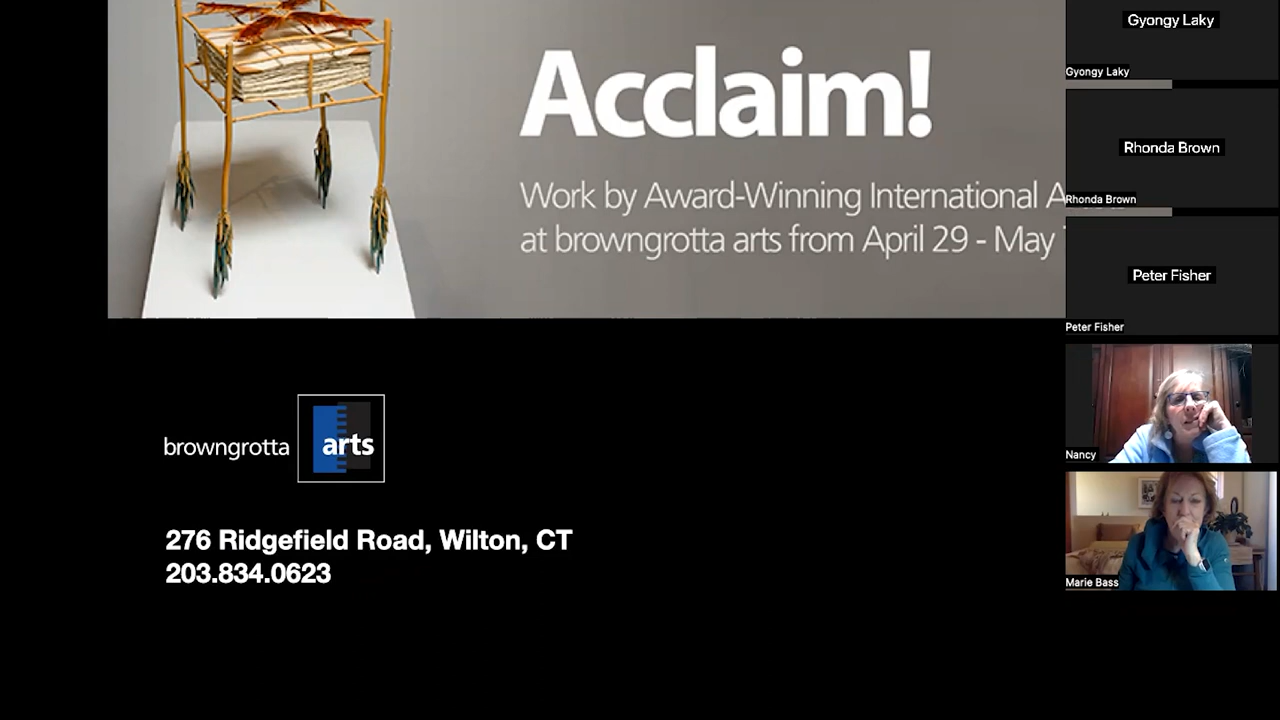 Acclaim!
Work by Award-Winning International
at browngrotta arts from April 29 - May
browngrotta arts
276 Ridgefield Road, Wilton, CT
203.834.0623
Gyongy Laky
Gyongy Laky
Rhonda Brown
Rhonda Brown
Peter Fisher
Peter Fisher
Nancy
Marie Bass